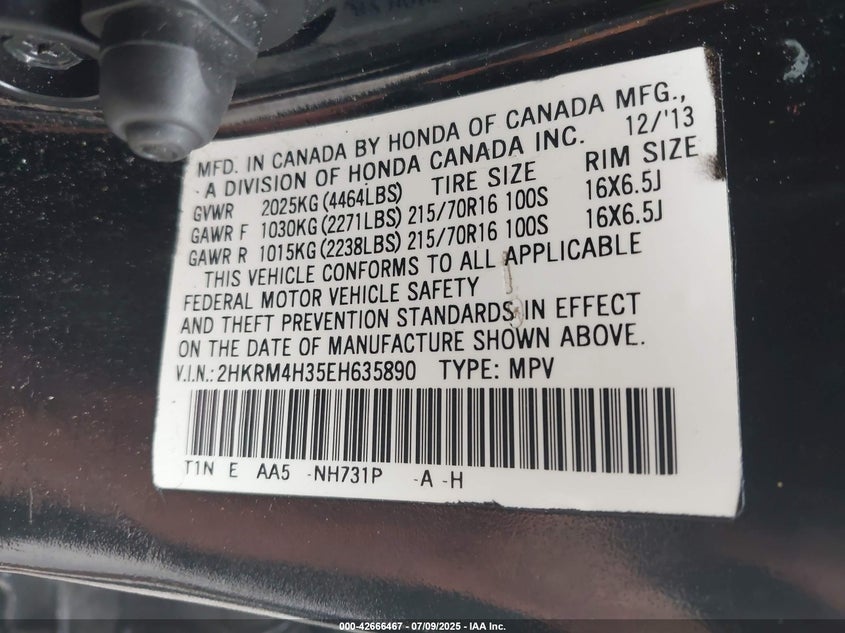 MFD. IN CANADA BY HONDA OF CANADA MFG.,
A DIVISION OF HONDA CANADA INC. 12/'13
GVWR 2025KG (4464LBS) TIRE SIZE RIM SIZE
GAWR F 1030KG (2271LBS) 215/70R16 100S 16X6.5J
GAWR R 1015KG (2238LBS) 215/70R16 100S 16X6.5J
THIS VEHICLE CONFORMS TO ALL APPLICABLE
FEDERAL MOTOR VEHICLE SAFETY
AND THEFT PREVENTION STANDARDS IN EFFECT
ON THE DATE OF MANUFACTURE SHOWN ABOVE.
V.I.N.: 2HKRM4H35EH635890 TYPE: MPV
T1N E AA5 -NH731P -A -H
000-42666467 - 07/09/2025 - IAA Inc.